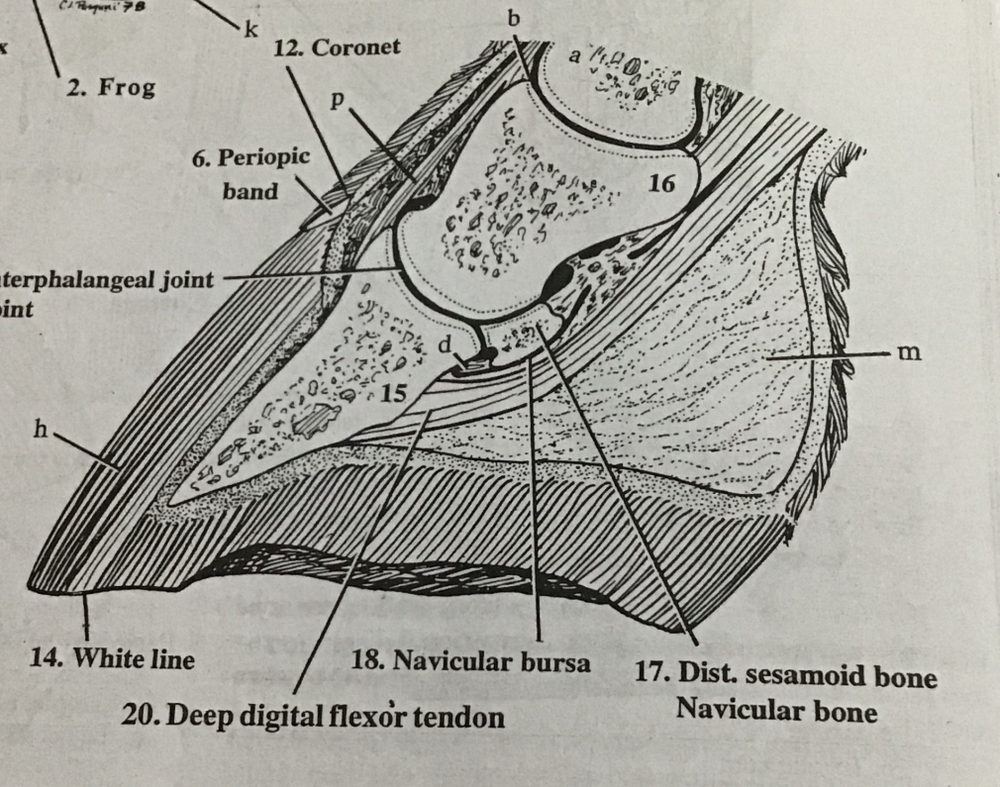 k
b
12. Coronet
a
2. Frog
p
6. Periopic
band
16
terphalangeal joint
oint
d
15
m
h
14. White line
18. Navicular bursa
17. Dist. sesamoid bone
Navicular bone
20. Deep digital flexor tendon